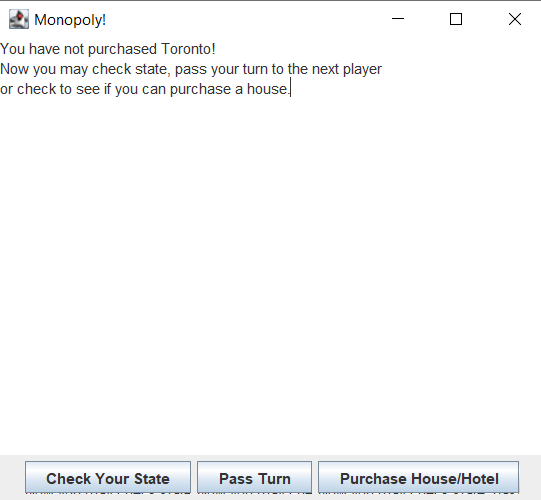 Monopoly!
You have not purchased Toronto!
Now you may check state, pass your turn to the next player
or check to see if you can purchase a house.
Check Your State Pass Turn Purchase House/Hotel